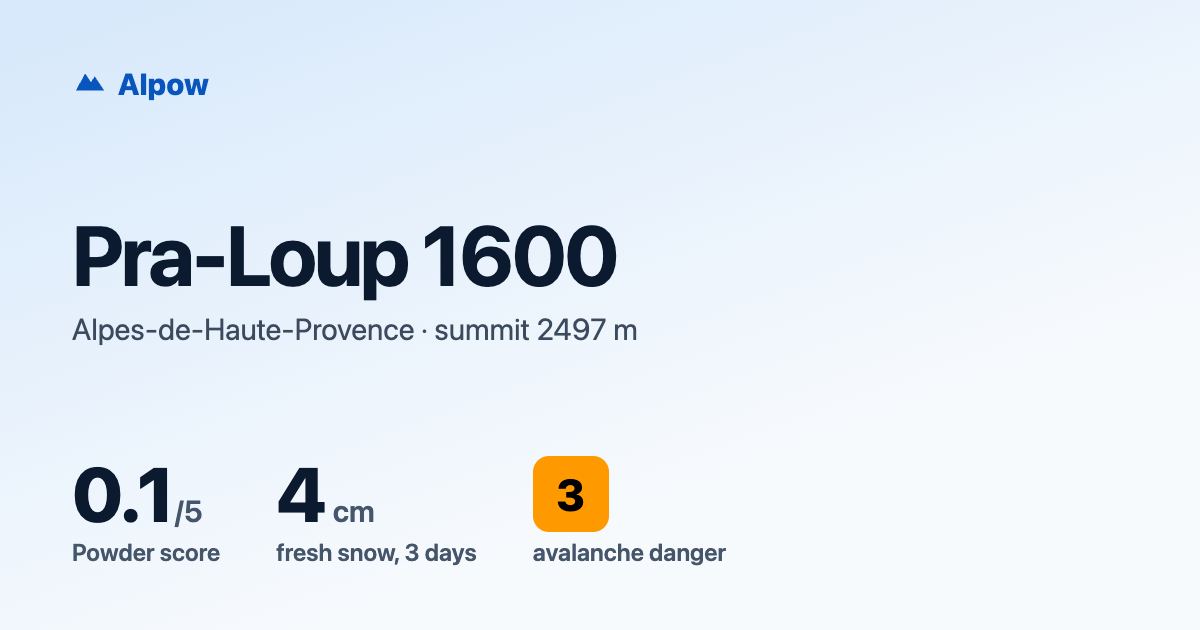 Alpow
Pra-Loup 1600
Alpes-de-Haute-Provence · summit 2497 m
0.1/5 4 cm 3
Powder score fresh snow, 3 days avalanche danger